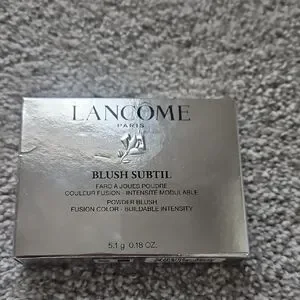 LANCÔME
PARIS
BLUSH SUBTIL
FARD À JOUES POUDRE
COULEUR FUSION - INTENSITÉ MODULABLE
POWDER BLUSH
FUSION COLOR - BUILDABLE INTENSITY
5.1 g 0.18 OZ.